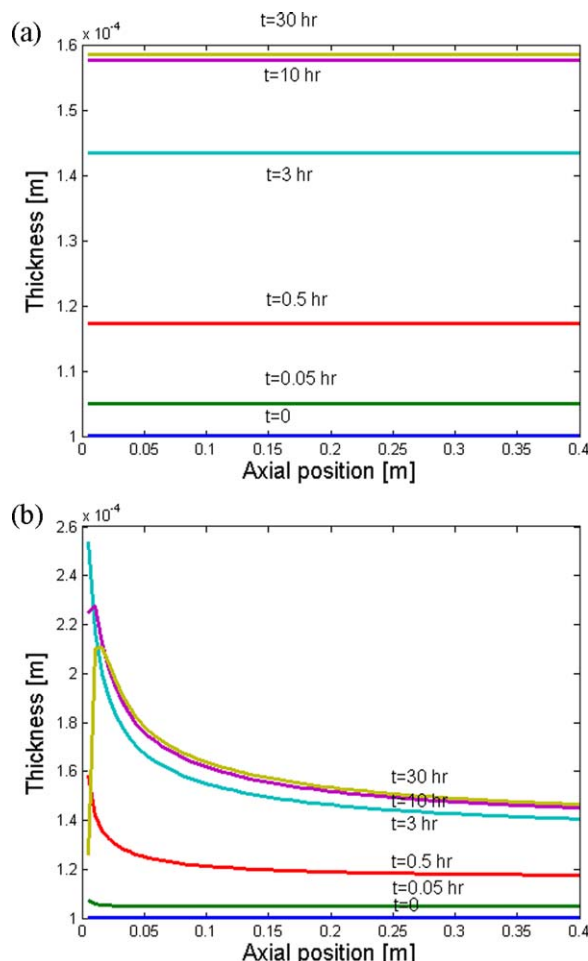 (a)
x 10⁻⁴
t=30 hr
1.6
t=10 hr
1.5
t=3 hr
1.4
Thickness [m]
1.3
t=0.5 hr
1.2
t=0.05 hr
1.1
t=0
1
0 0.05 0.1 0.15 0.2 0.25 0.3 0.35 0.4
Axial position [m]
(b)
x 10⁻⁴
2.6
2.4
2.2
2
Thickness [m]
1.8
1.6
t=30 hr
t=10 hr
t=3 hr
1.4
t=0.5 hr
1.2
t=0.05 hr
t=0
1
0 0.05 0.1 0.15 0.2 0.25 0.3 0.35 0.4
Axial position [m]